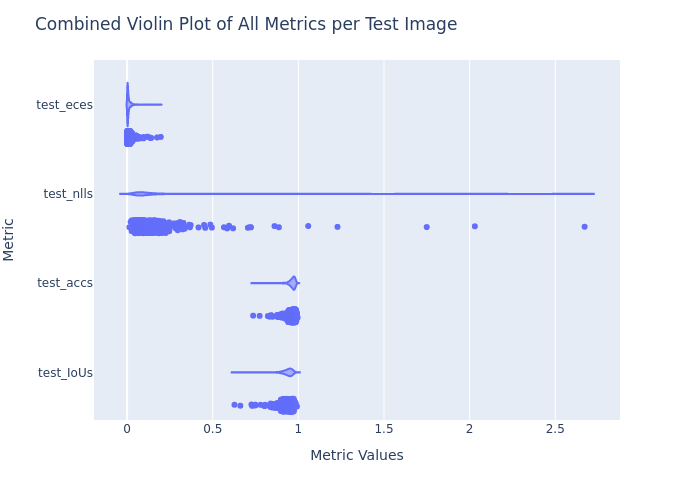 Combined Violin Plot of All Metrics per Test Image
Metric
test_eces
test_nlls
test_accs
test_IoUs
0
0.5
1
1.5
2
2.5
Metric Values